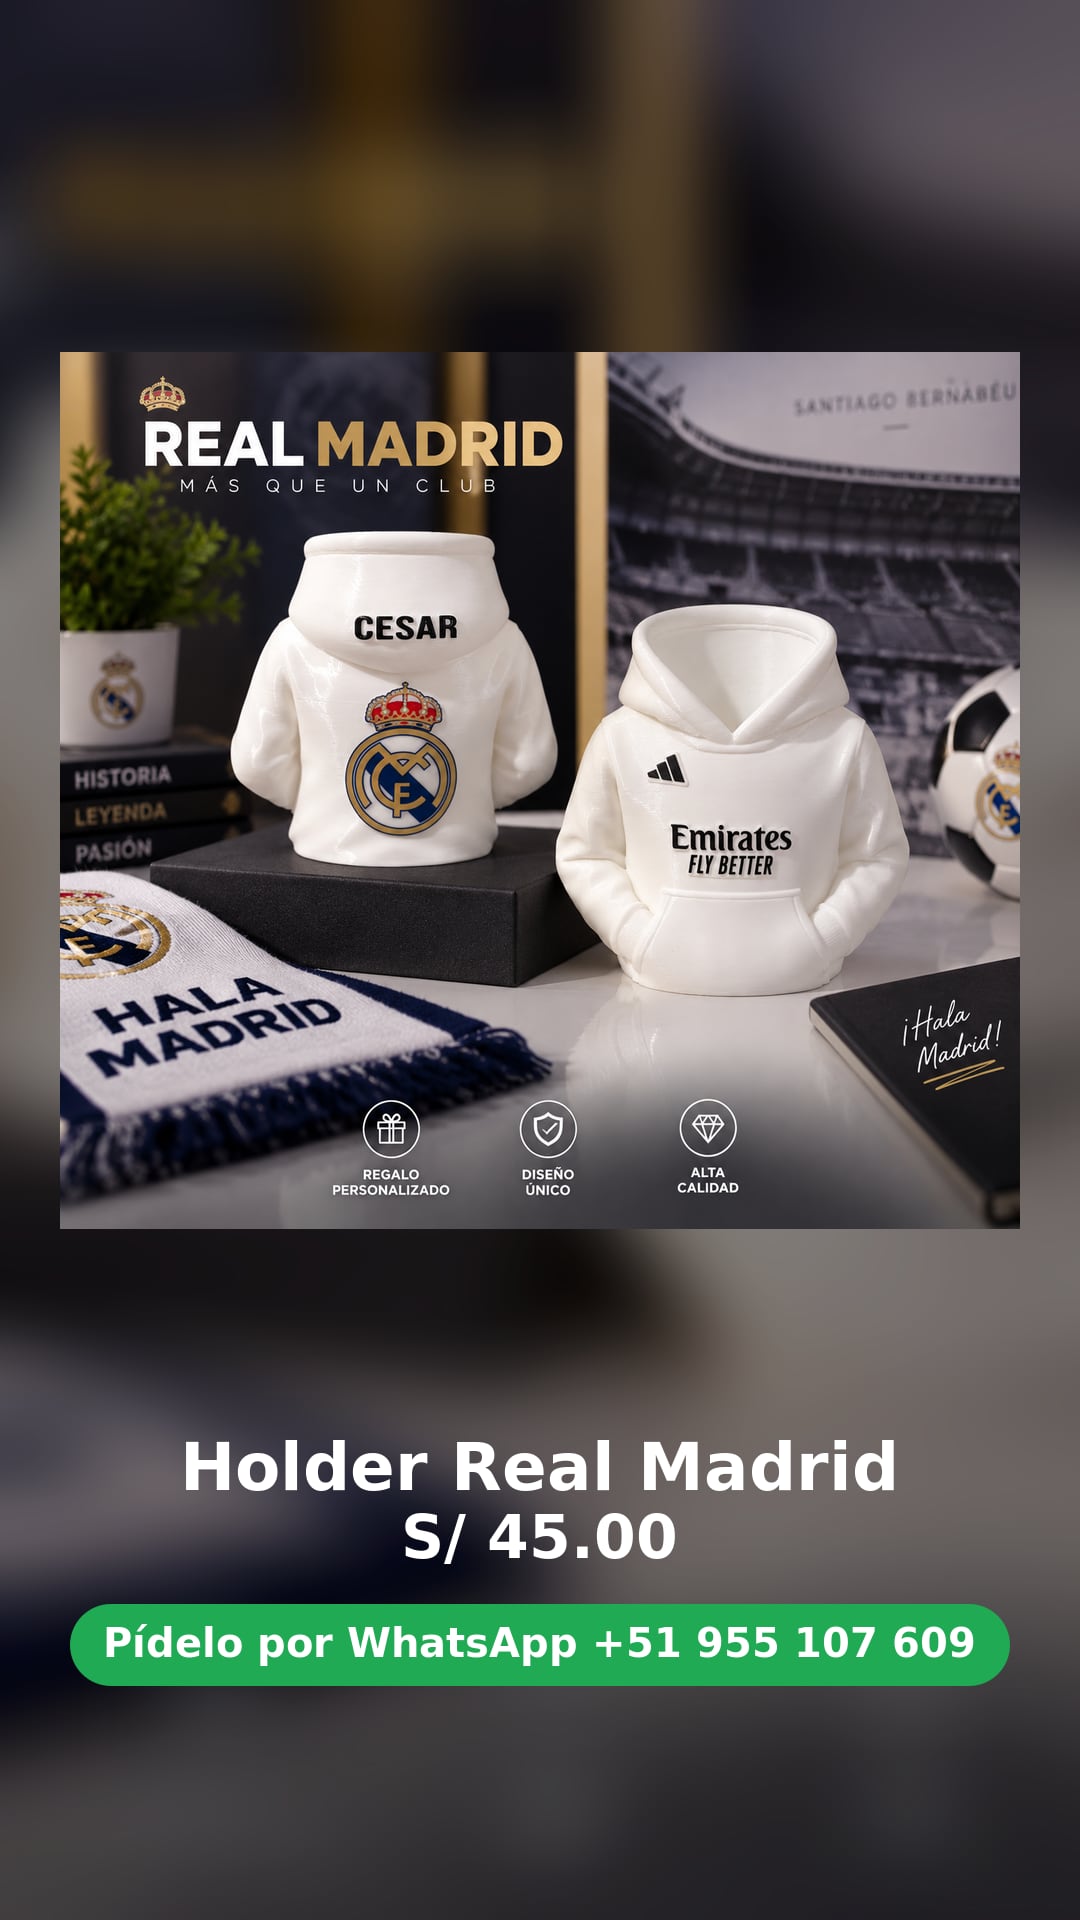 SANTIAGO BERNABÉU
REAL MADRID
MÁS QUE UN CLUB
CESAR
HISTORIA
LEYENDA
PASIÓN
Emirates
FLY BETTER
HALA
MADRID
¡Hala
Madrid!
REGALO
PERSONALIZADO
DISEÑO
ÚNICO
ALTA
CALIDAD
Holder Real Madrid
S/ 45.00
Pídelo por WhatsApp +51 955 107 609